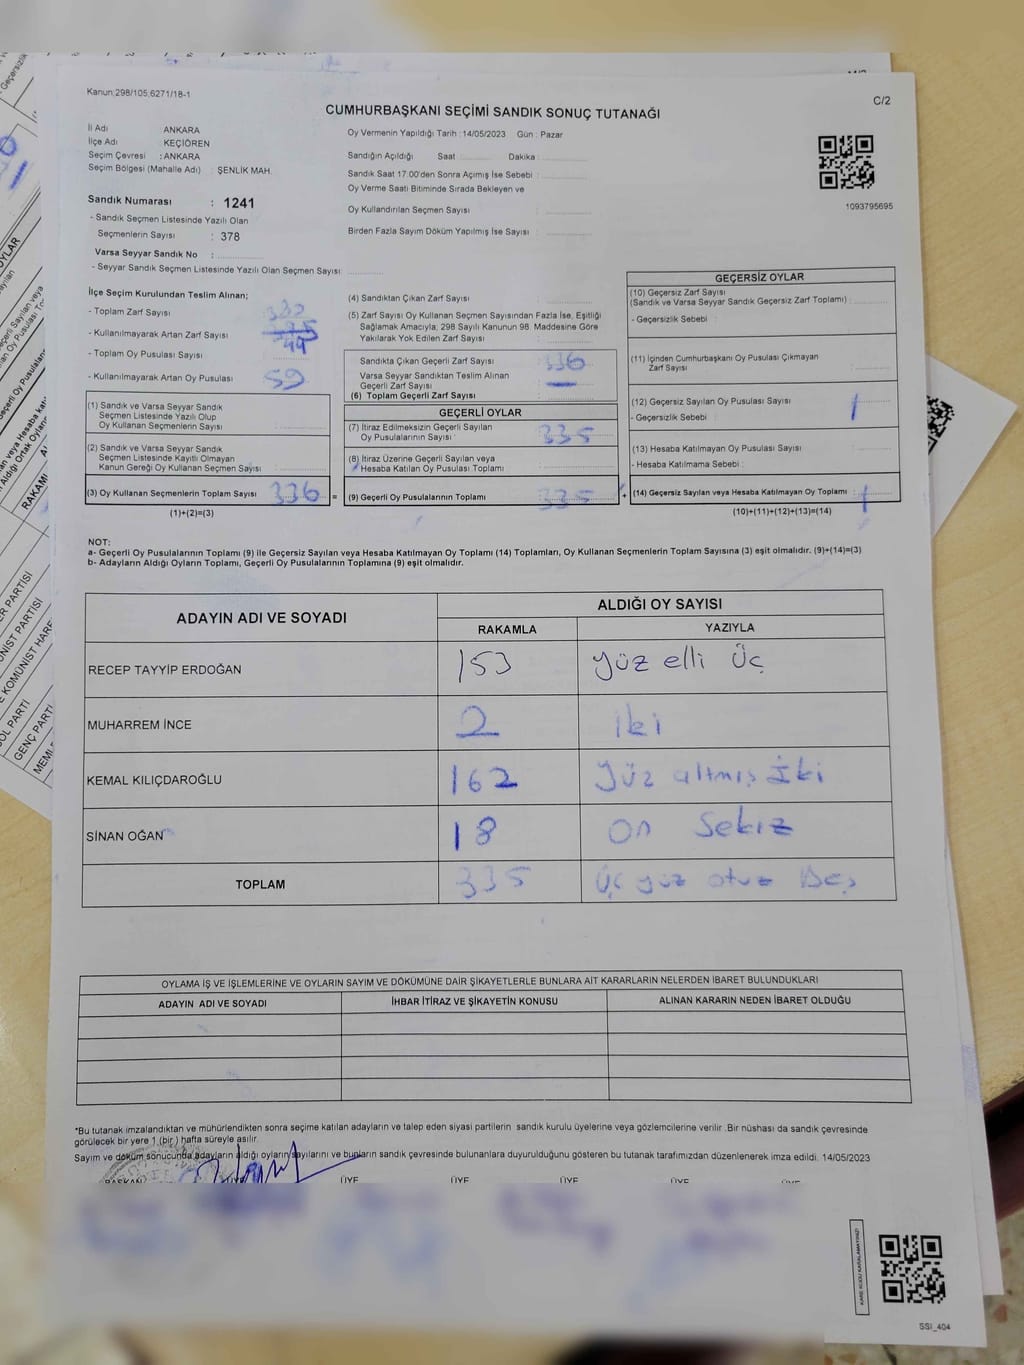 Kanun:298/105,6271/18-1
C/2
CUMHURBAŞKANI SEÇİMİ SANDIK SONUÇ TUTANAĞI
İl Adı ANKARA
İlçe Adı KEÇİÖREN
Seçim Çevresi : ANKARA
Seçim Bölgesi (Mahalle Adı) : ŞENLİK MAH.
Oy Vermenin Yapıldığı Tarih : 14/05/2023 Gün : Pazar
Sandığın Açıldığı Saat Dakika :
Sandık Saat 17.00'den Sonra Açımış İse Sebebi :
Oy Verme Saati Bitiminde Sırada Bekleyen ve
Oy Kullandırılan Seçmen Sayısı :
Birden Fazla Sayım Döküm Yapılmış İse Sayısı :
1093795695
Sandık Numarası : 1241
- Sandık Seçmen Listesinde Yazılı Olan
Seçmenlerin Sayısı : 378
Varsa Seyyar Sandık No :
- Seyyar Sandık Seçmen Listesinde Yazılı Olan Seçmen Sayısı:
İlçe Seçim Kurulundan Teslim Alınan;
- Toplam Zarf Sayısı
- Kullanılmayarak Artan Zarf Sayısı
- Toplam Oy Pusulası Sayısı
- Kullanılmayarak Artan Oy Pusulası 59
(1) Sandık ve Varsa Seyyar Sandık
Seçmen Listesinde Yazılı Olup
Oy Kullanan Seçmenlerin Sayısı :
(2) Sandık ve Varsa Seyyar Sandık
Seçmen Listesinde Kayıtlı Olmayan
Kanun Gereği Oy Kullanan Seçmen Sayısı :
(3) Oy Kullanan Seçmenlerin Toplam Sayısı 336 =
(1)+(2)=(3)
(4) Sandıktan Çıkan Zarf Sayısı :
(5) Zarf Sayısı Oy Kullanan Seçmen Sayısından Fazla İse, Eşitliği
Sağlamak Amacıyla, 298 Sayılı Kanunun 98. Maddesine Göre
Yakılarak Yok Edilen Zarf Sayısı :
Sandıkta Çıkan Geçerli Zarf Sayısı 336
Varsa Seyyar Sandıktan Teslim Alınan
Geçerli Zarf Sayısı —
(6) Toplam Geçerli Zarf Sayısı :
GEÇERLİ OYLAR
(7) İtiraz Edilmeksizin Geçerli Sayılan
Oy Pusulalarının Sayısı : 335
(8) İtiraz Üzerine Geçerli Sayılan veya
Hesaba Katılan Oy Pusulası Toplamı :
(9) Geçerli Oy Pusulalarının Toplamı 335 +
GEÇERSİZ OYLAR
(10) Geçersiz Zarf Sayısı
(Sandık ve Varsa Seyyar Sandık Geçersiz Zarf Toplamı) :
- Geçersizlik Sebebi :
(11) İçinden Cumhurbaşkanı Oy Pusulası Çıkmayan
Zarf Sayısı :
(12) Geçersiz Sayılan Oy Pusulası Sayısı 1
- Geçersizlik Sebebi :
(13) Hesaba Katılmayan Oy Pusulası Sayısı
- Hesaba Katılmama Sebebi :
(14) Geçersiz Sayılan veya Hesaba Katılmayan Oy Toplamı : 1
(10)+(11)+(12)+(13)=(14)
NOT:
a- Geçerli Oy Pusulalarının Toplamı (9) ile Geçersiz Sayılan veya Hesaba Katılmayan Oy Toplamı (14) Toplamları, Oy Kullanan Seçmenlerin Toplam Sayısına (3) eşit olmalıdır. (9)+(14)=(3)
b- Adayların Aldığı Oyların Toplamı, Geçerli Oy Pusulalarının Toplamına (9) eşit olmalıdır.
ADAYIN ADI VE SOYADI ALDIĞI OY SAYISI
RAKAMLA YAZIYLA
RECEP TAYYİP ERDOĞAN 153 yüz elli üç
MUHARREM İNCE 2 iki
KEMAL KILIÇDAROĞLU 162 yüz altmış iki
SİNAN OĞAN 18 on sekiz
TOPLAM 335 üç yüz otuz Beş
OYLAMA İŞ VE İŞLEMLERİNE VE OYLARIN SAYIM VE DÖKÜMÜNE DAİR ŞİKAYETLERLE BUNLARA AİT KARARLARIN NELERDEN İBARET BULUNDUKLARI
ADAYIN ADI VE SOYADI İHBAR İTİRAZ VE ŞİKAYETİN KONUSU ALINAN KARARIN NEDEN İBARET OLDUĞU
*Bu tutanak imzalandıktan ve mühürlendikten sonra seçime katılan adayların ve talep eden siyasi partilerin sandık kurulu üyelerine veya gözlemcilerine verilir .Bir nüshası da sandık çevresinde
görülecek bir yere 1 (bir ) hafta süreyle asılır.
Sayım ve döküm sonucunda adayların aldığı oyların sayılarını ve bunların sandık çevresinde bulunanlara duyurulduğunu gösteren bu tutanak tarafımızdan düzenlenerek imza edildi. 14/05/2023
BAŞKAN ÜYE ÜYE ÜYE ÜYE ÜYE ÜYE
KARE KODU KARALAMAYINIZ!
SSI_404